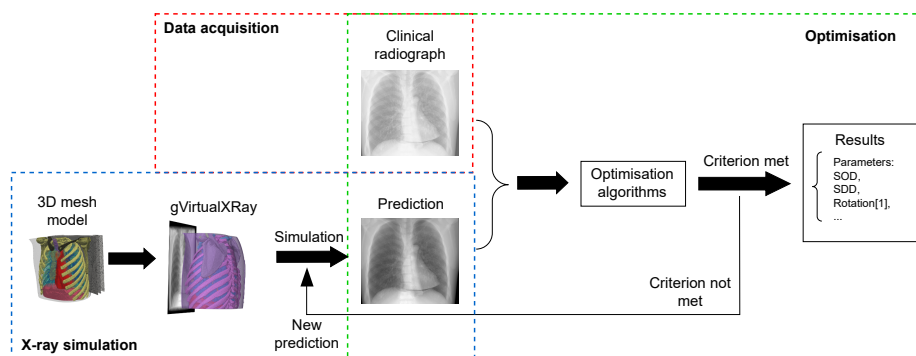 Data acquisition
Optimisation
Clinical
radiograph
Results
Parameters:
SOD,
SDD,
Rotation[1],
...
Criterion met
Optimisation
algorithms
3D mesh
model
gVirtualXRay
Simulation
Prediction
Criterion not
met
New
prediction
X-ray simulation